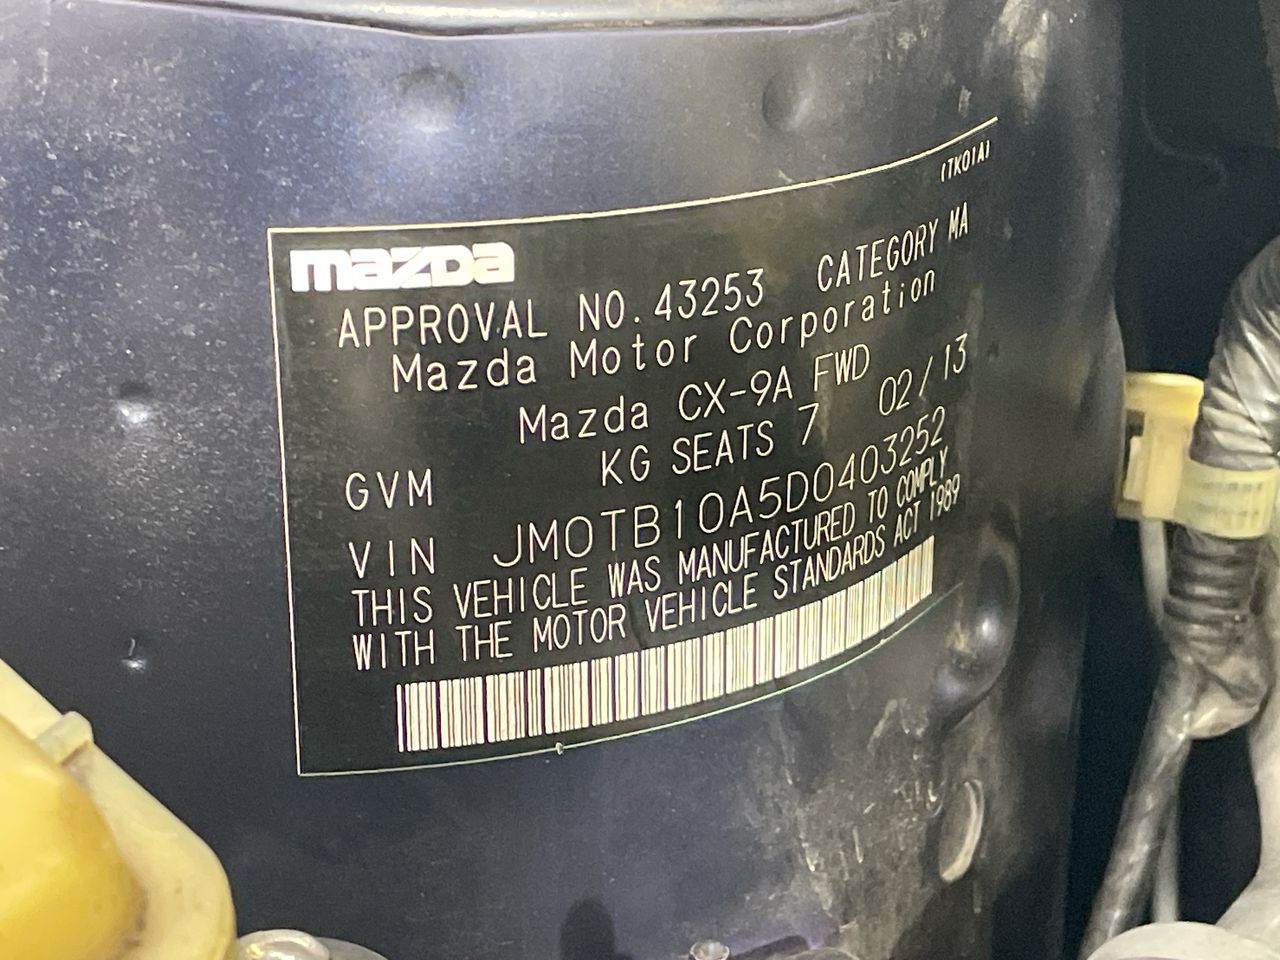 (TK01A)
mazda
APPROVAL NO. 43253 CATEGORY MA
Mazda Motor Corporation
Mazda CX-9A FWD
GVM KG SEATS 7 02/13
VIN JM0TB10A5D0403252
THIS VEHICLE WAS MANUFACTURED TO COMPLY
WITH THE MOTOR VEHICLE STANDARDS ACT 1989